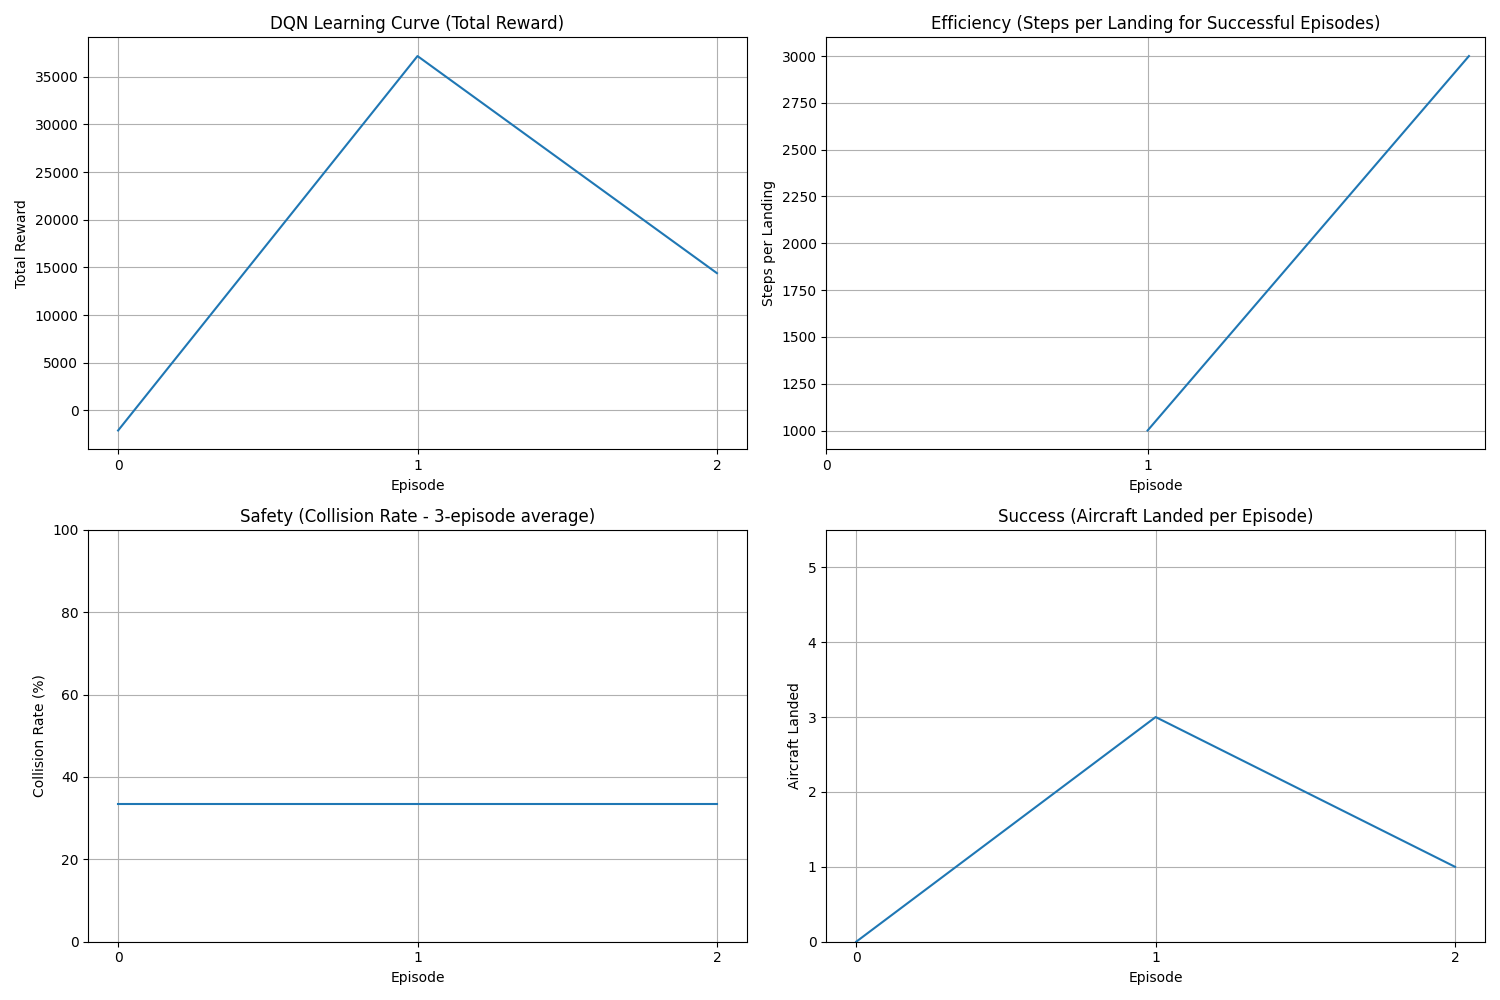 DQN Learning Curve (Total Reward)
Total Reward
35000
30000
25000
20000
15000
10000
5000
0
0 1 2
Episode
Efficiency (Steps per Landing for Successful Episodes)
Steps per Landing
3000
2750
2500
2250
2000
1750
1500
1250
1000
0 1
Episode
Safety (Collision Rate - 3-episode average)
Collision Rate (%)
100
80
60
40
20
0
0 1 2
Episode
Success (Aircraft Landed per Episode)
Aircraft Landed
5
4
3
2
1
0
0 1 2
Episode